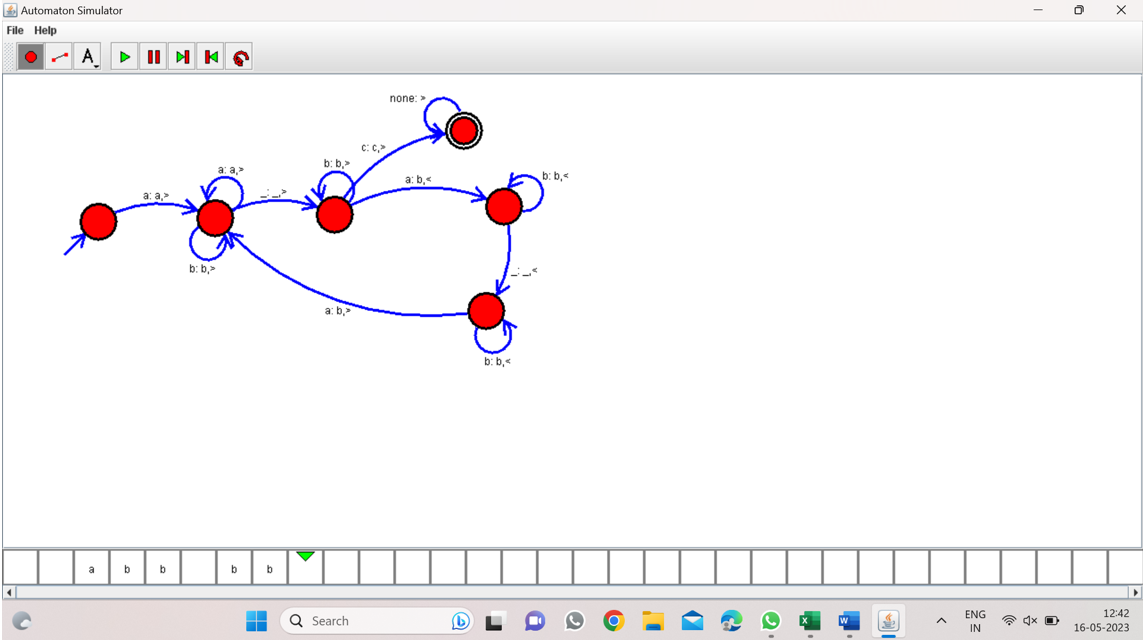 Automaton Simulator
File Help
A
none: >
c: c,>
b: b,>
a: a,>
b: b,<
a: b,<
_: _,>
a: a,>
b: b,>
_: _,<
a: b,>
b: b,<
a b b b b
Search
ENG
IN
12:42
16-05-2023